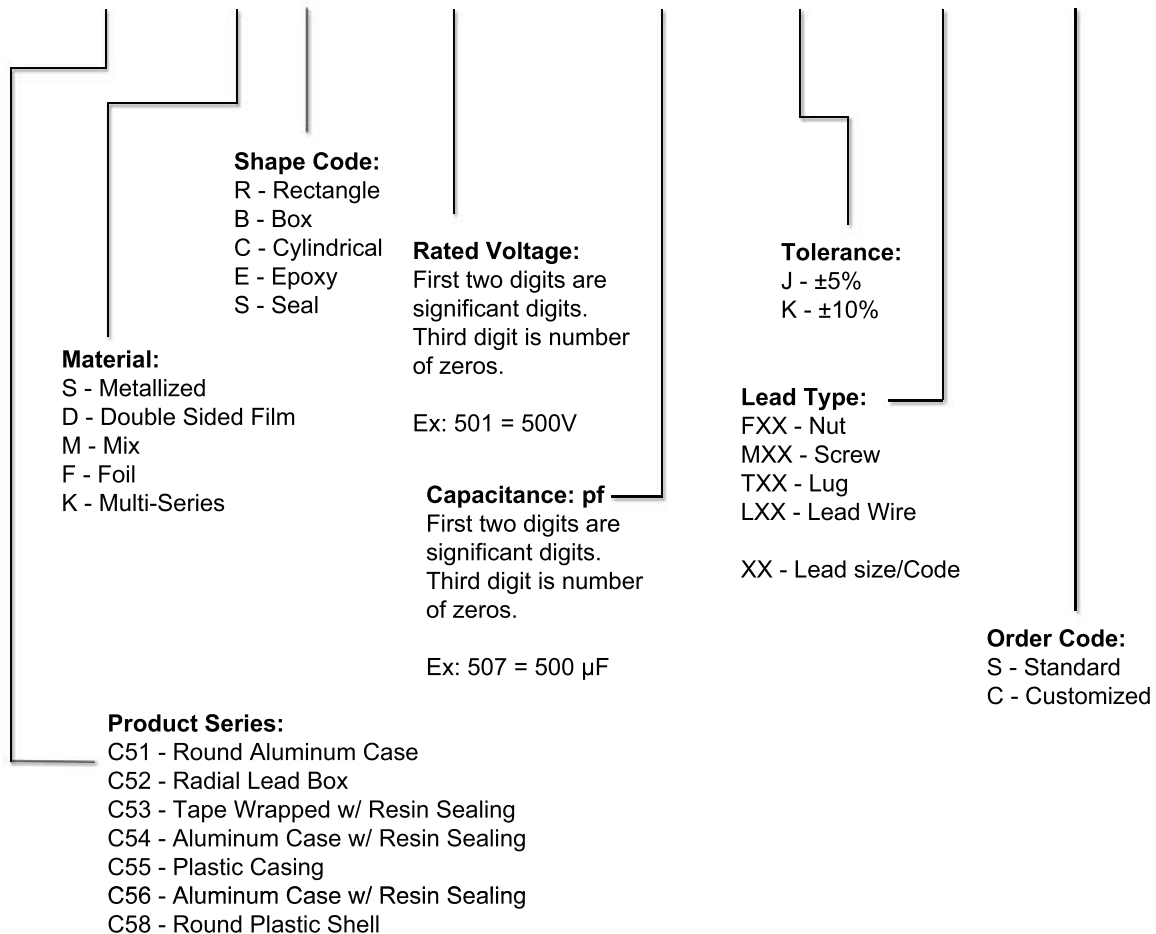 Shape Code:
R - Rectangle
B - Box
C - Cylindrical
E - Epoxy
S - Seal
Rated Voltage:
First two digits are
significant digits.
Third digit is number
of zeros.
Ex: 501 = 500V
Tolerance:
J - ±5%
K - ±10%
Material:
S - Metallized
D - Double Sided Film
M - Mix
F - Foil
K - Multi-Series
Lead Type:
FXX - Nut
MXX - Screw
TXX - Lug
LXX - Lead Wire
XX - Lead size/Code
Capacitance: pf
First two digits are
significant digits.
Third digit is number
of zeros.
Ex: 507 = 500 µF
Order Code:
S - Standard
C - Customized
Product Series:
C51 - Round Aluminum Case
C52 - Radial Lead Box
C53 - Tape Wrapped w/ Resin Sealing
C54 - Aluminum Case w/ Resin Sealing
C55 - Plastic Casing
C56 - Aluminum Case w/ Resin Sealing
C58 - Round Plastic Shell